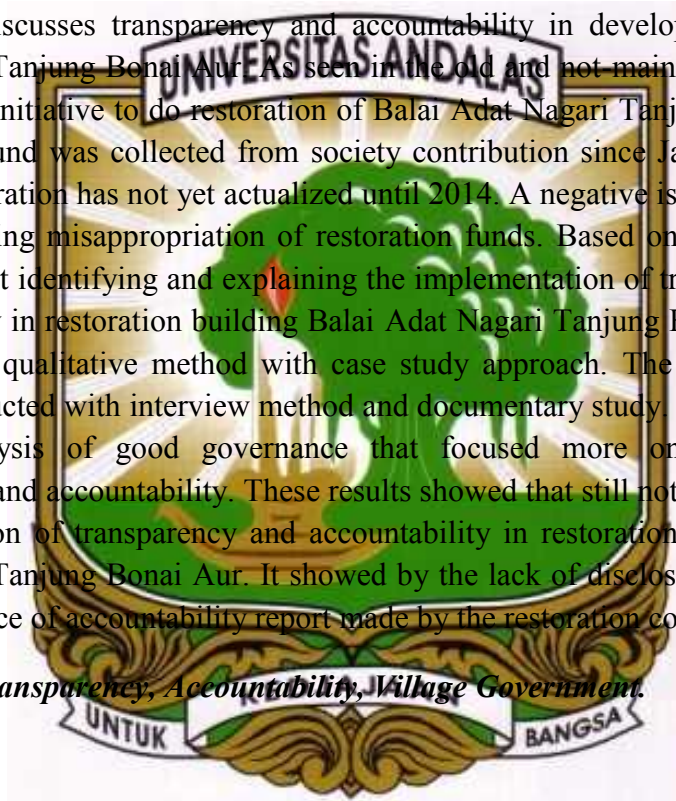 iscusses transparency and accountability in develop
Tanjung Bonai Aur. As seen in the old and not main
UNIVERSITAS ANDALAS
nitiative to do restoration of Balai Adat Nagari Tanj
und was collected from society contribution since Ja
ration has not yet actualized until 2014. A negative is
ing misappropriation of restoration funds. Based on
t identifying and explaining the implementation of tr
y in restoration building Balai Adat Nagari Tanjung
qualitative method with case study approach. The
ucted with interview method and documentary study.
ysis of good governance that focused more on
and accountability. These results showed that still not
on of transparency and accountability in restoration
Tanjung Bonai Aur. It showed by the lack of disclos
ce of accountability report made by the restoration co
ansparency, Accountability, Village Government.
UNTUK KEDJAJAAN BANGSA